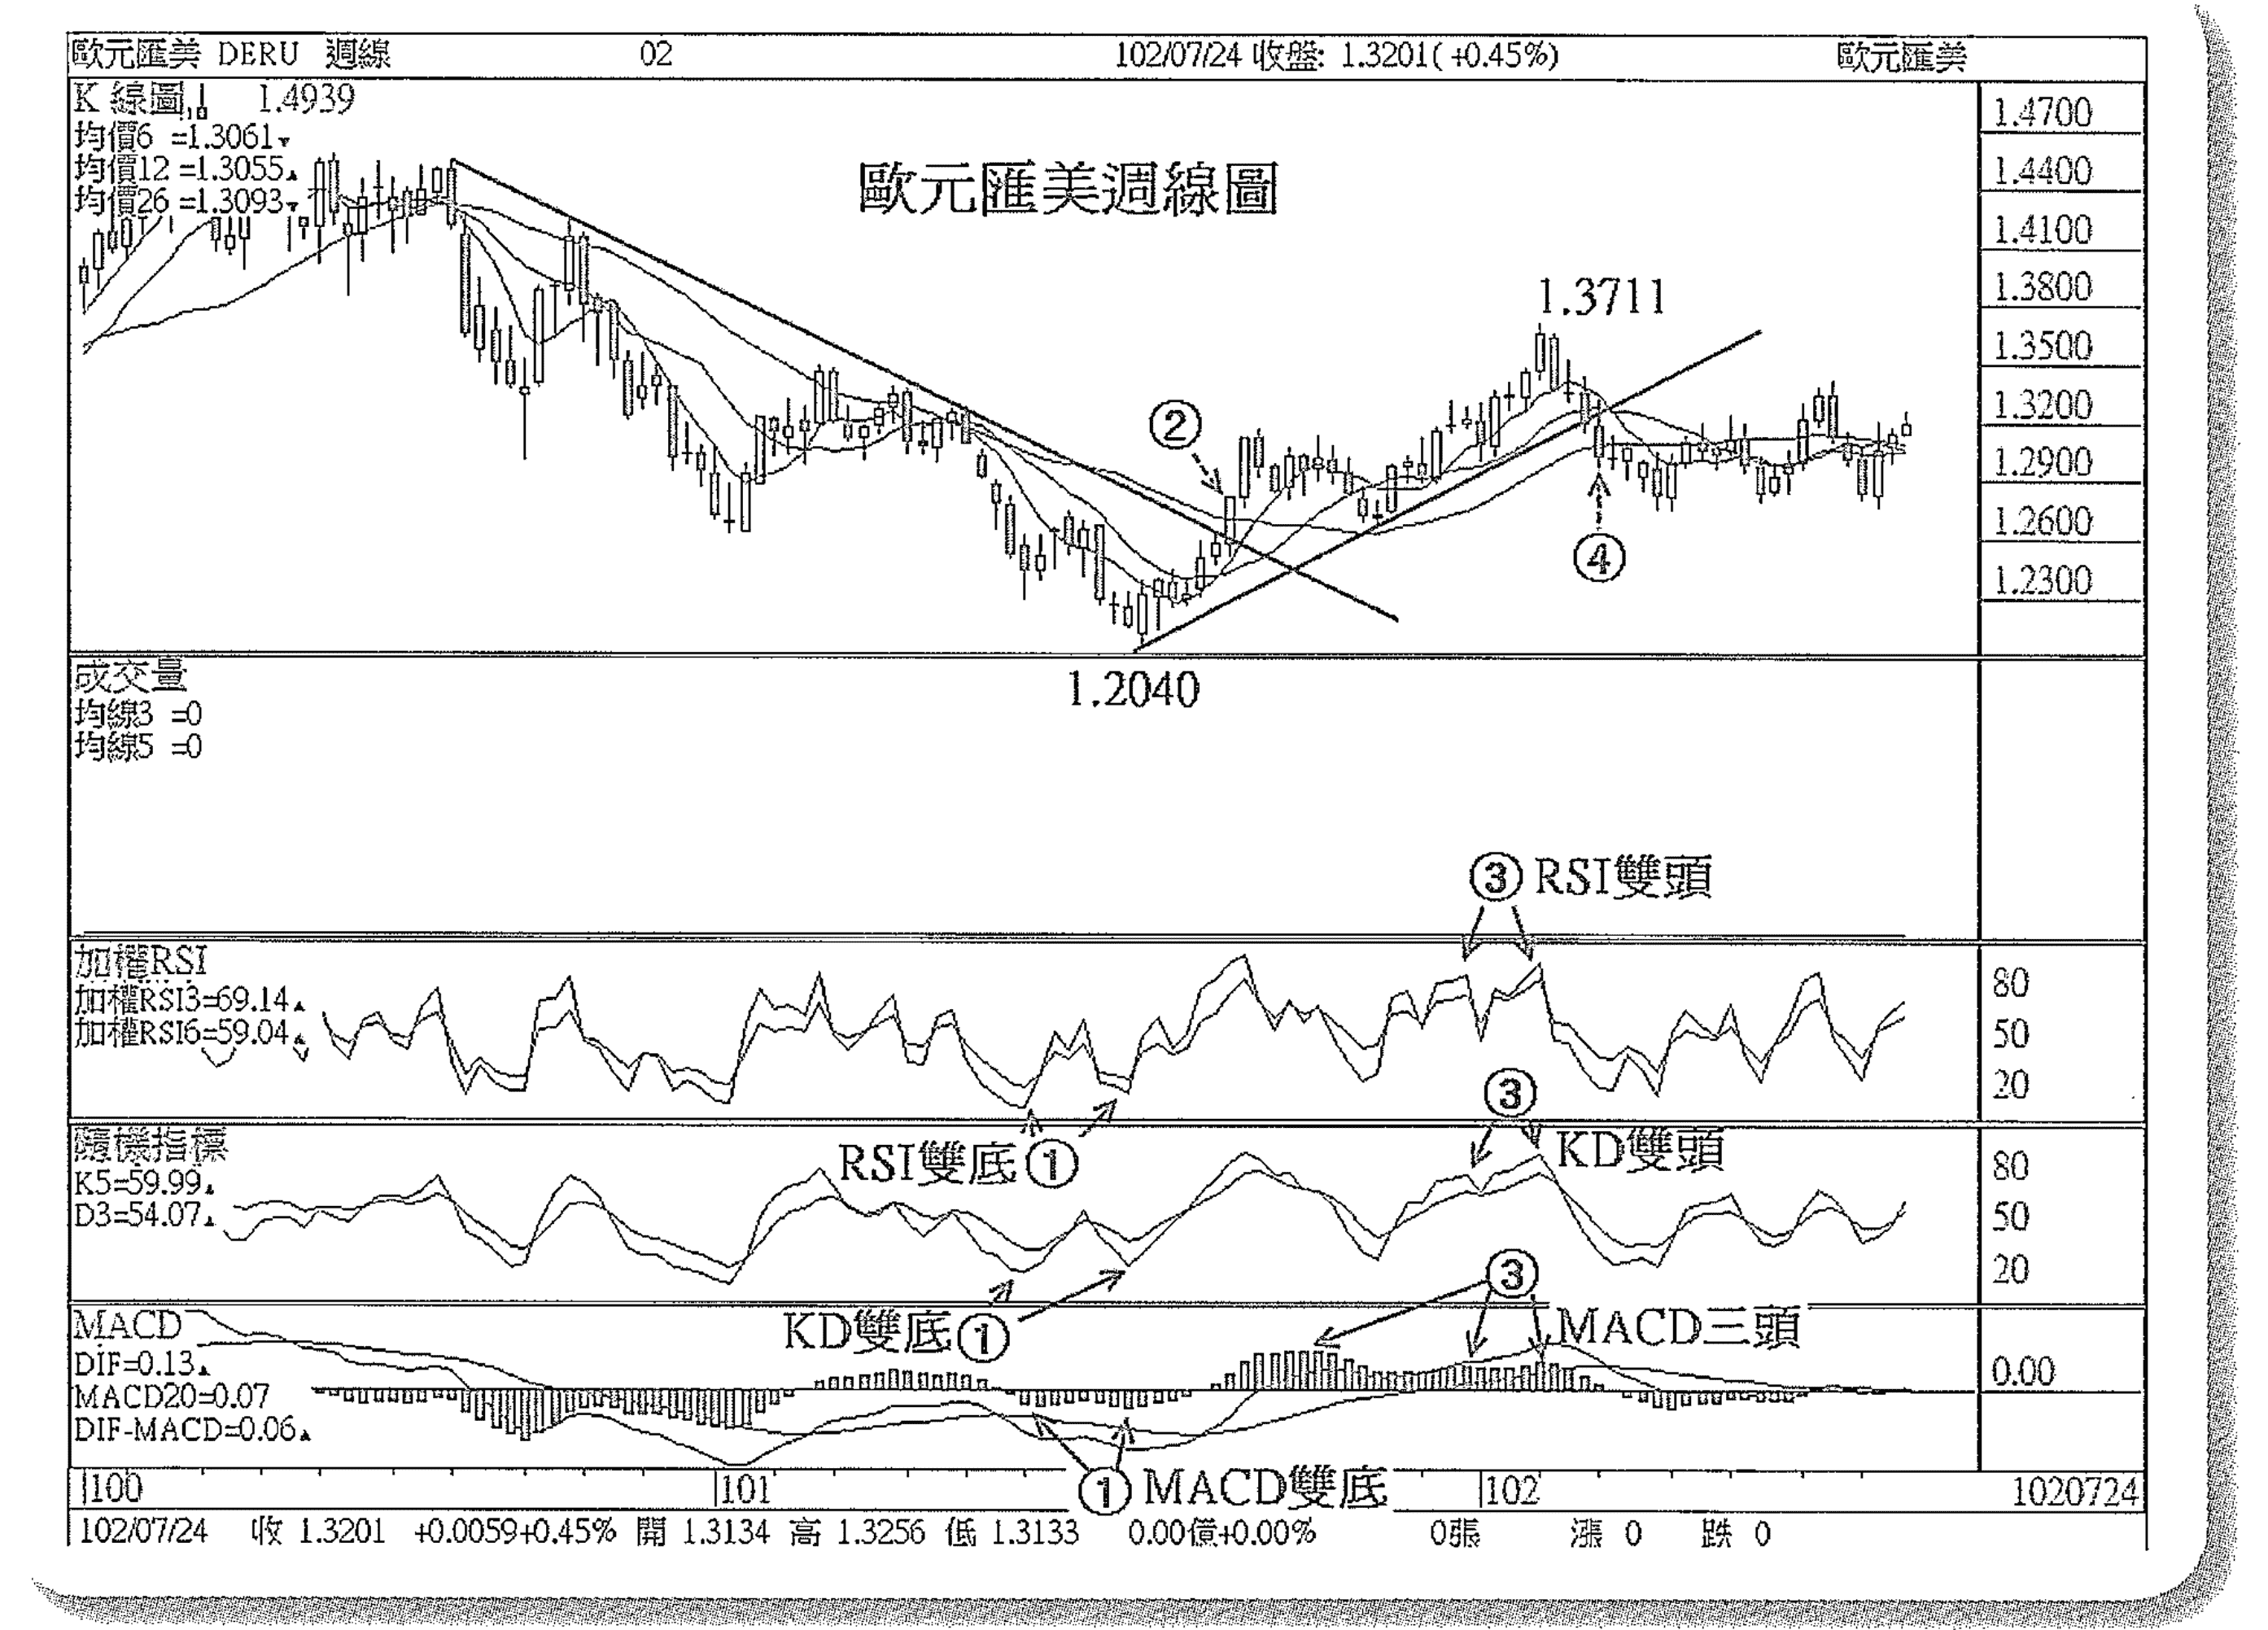 歐元匯美 DERU 週線 02 102/07/24 收盤: 1.3201(+0.45%) 歐元匯美
K 線圖 1.4939
均價6 =1.3061▼
均價12 =1.3055▲
均價26 =1.3093▼
歐元匯美週線圖
1.4700
1.4400
1.4100
1.3800
1.3500
1.3200
1.2900
1.2600
1.2300
1.3711
②
④
成交量
均線3 =0
均線5 =0
1.2040
③ RSI雙頭
加權RSI
加權RSI3=69.14▲
加權RSI6=59.04▲
80
50
20
RSI雙底①
③
KD雙頭
隨機指標
K5=59.99▲
D3=54.07▲
80
50
20
KD雙底①
③
MACD三頭
MACD
DIF=0.13▲
MACD20=0.07
DIF-MACD=0.06▲
0.00
① MACD雙底
100 101 102 1020724
102/07/24 收 1.3201 +0.0059+0.45% 開 1.3134 高 1.3256 低 1.3133 0.00億+0.00% 0張 漲 0 跌 0